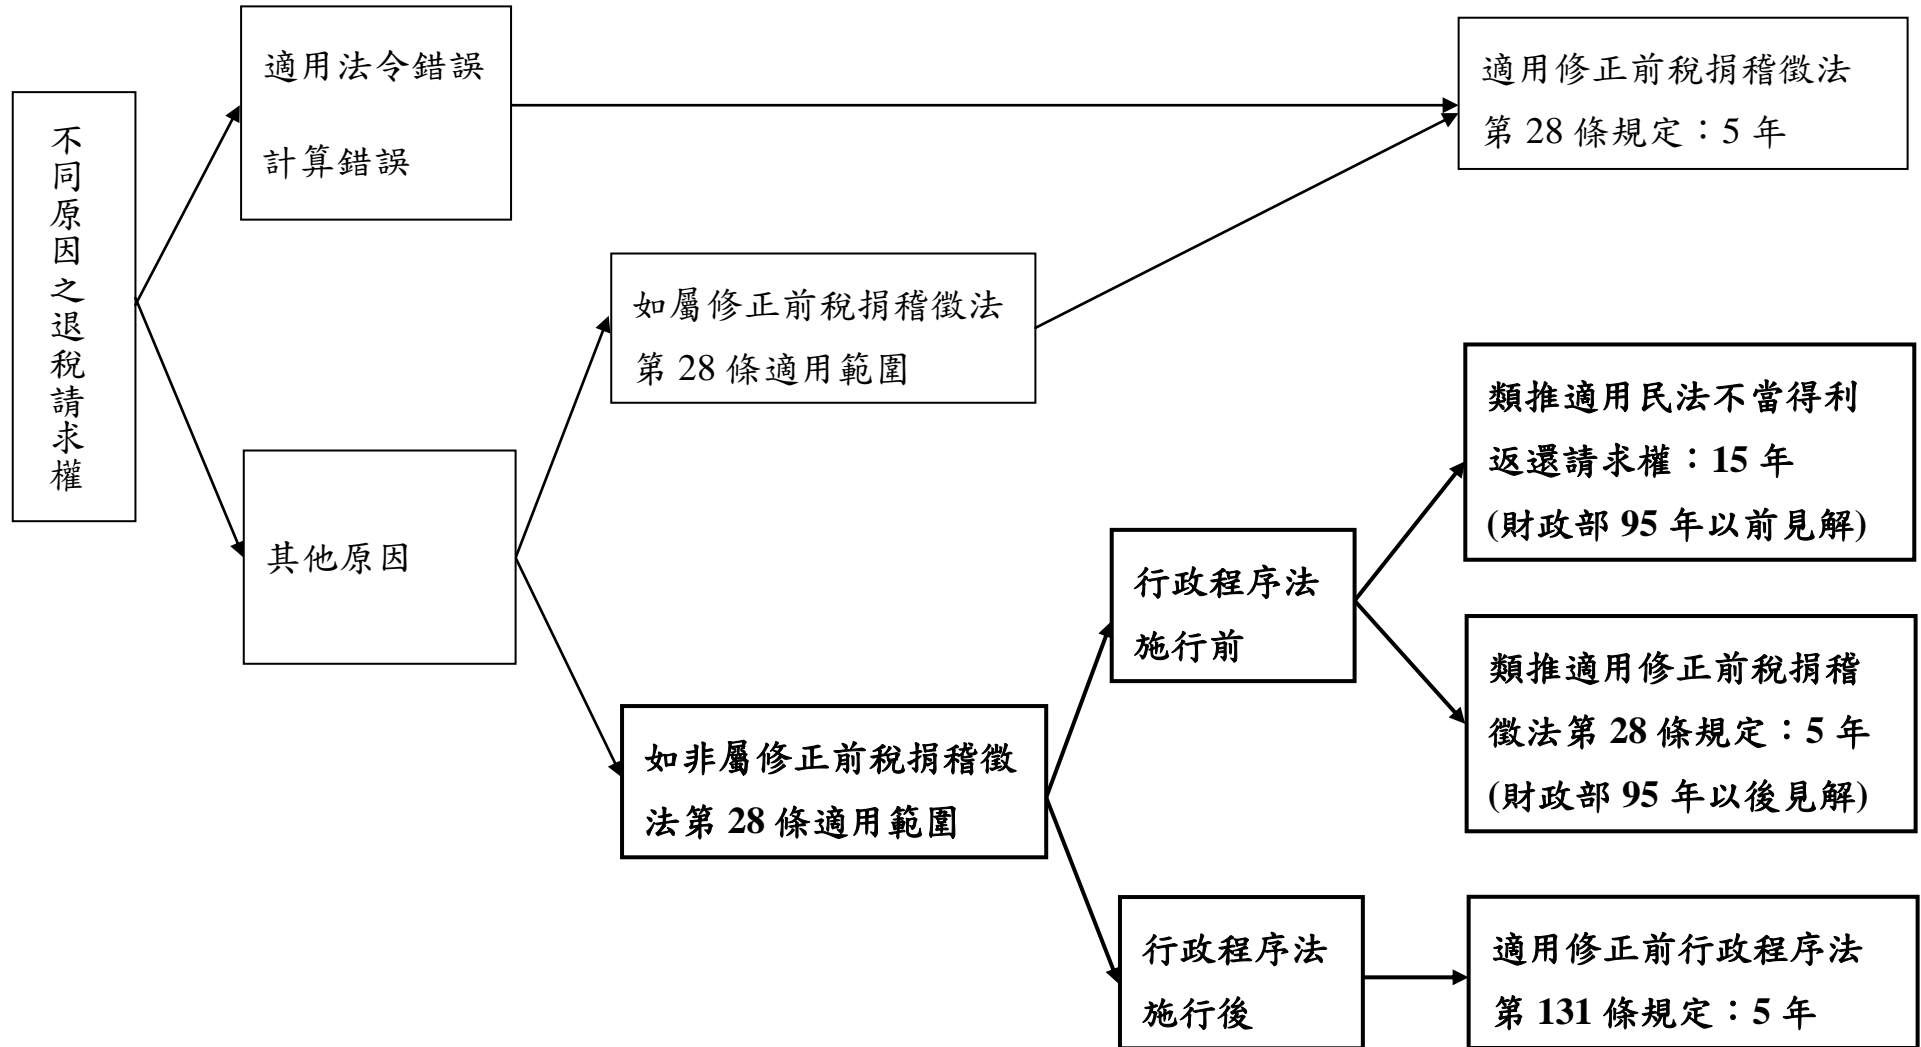 不同原因之退稅請求權
適用法令錯誤
計算錯誤
其他原因
如屬修正前稅捐稽徵法
第 28 條適用範圍
如非屬修正前稅捐稽徵
法第 28 條適用範圍
行政程序法
施行前
行政程序法
施行後
適用修正前稅捐稽徵法
第 28 條規定：5 年
類推適用民法不當得利
返還請求權：15 年
(財政部 95 年以前見解)
類推適用修正前稅捐稽
徵法第 28 條規定：5 年
(財政部 95 年以後見解)
適用修正前行政程序法
第 131 條規定：5 年